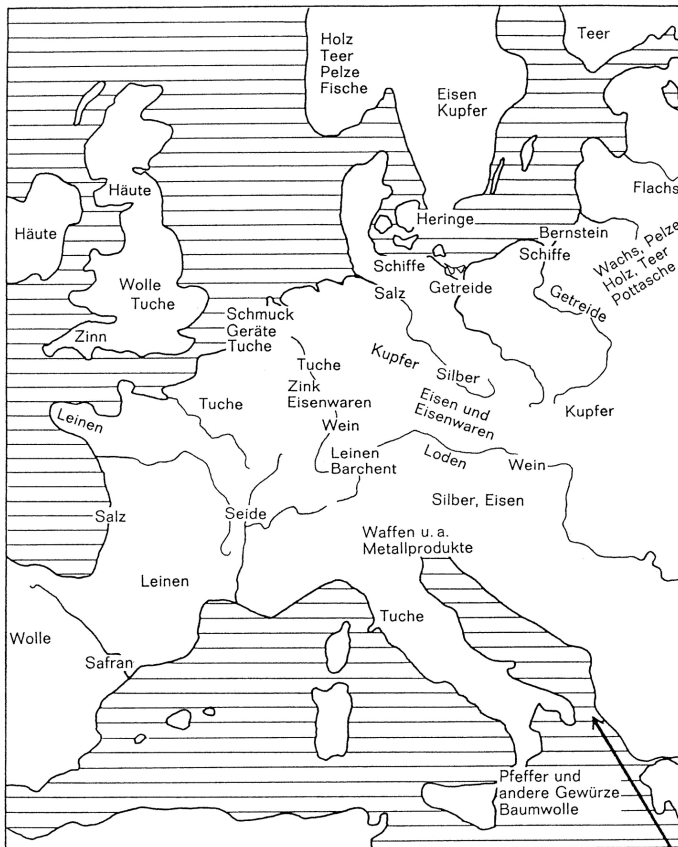 Holz
Teer
Pelze
Fische
Teer
Eisen
Kupfer
Häute
Häute
Flachs
Heringe
Bernstein
Wachs, Pelze
Holz, Teer
Pottasche
Schiffe
Schiffe
Getreide
Getreide
Salz
Wolle
Tuche
Zinn
Schmuck
Geräte
Tuche
Kupfer
Silber
Tuche
Zink
Eisenwaren
Wein
Eisen und
Eisenwaren
Kupfer
Tuche
Leinen
Leinen
Barchent
Loden
Wein
Silber, Eisen
Salz
Seide
Waffen u. a.
Metallprodukte
Leinen
Tuche
Wolle
Safran
Pfeffer und
andere Gewürze
Baumwolle